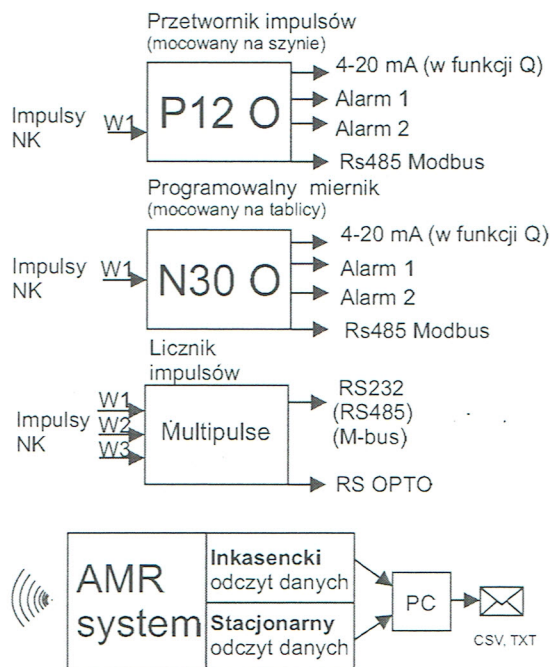 Przetwornik impulsów
(mocowany na szynie)
Impulsy
NK
W1
P12 O
4-20 mA (w funkcji Q)
Alarm 1
Alarm 2
Rs485 Modbus
Programowalny miernik
(mocowany na tablicy)
Impulsy
NK
W1
N30 O
4-20 mA (w funkcji Q)
Alarm 1
Alarm 2
Rs485 Modbus
Licznik
impulsów
Impulsy
NK
W1
W2
W3
Multipulse
RS232
(RS485)
(M-bus)
RS OPTO
AMR
system
Inkasencki
odczyt danych
Stacjonarny
odczyt danych
PC
CSV, TXT